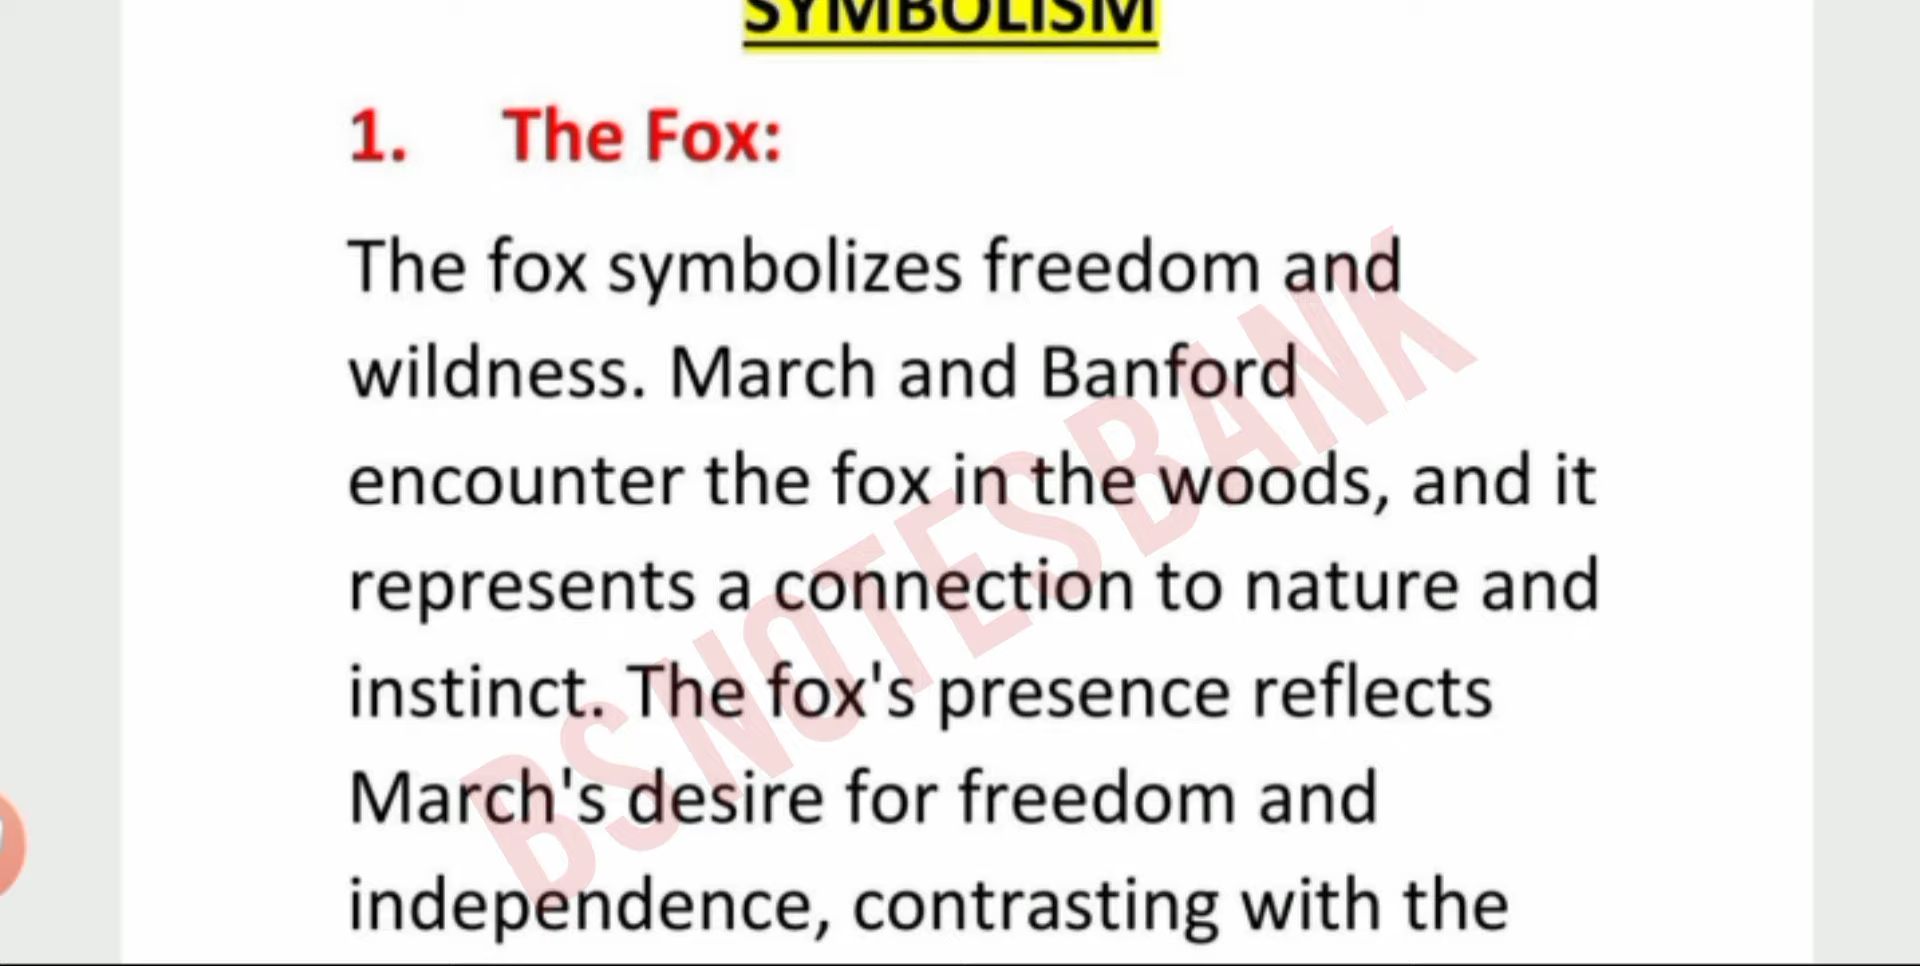 SYMBOLISM
1. The Fox:
The fox symbolizes freedom and
wildness. March and Banford
encounter the fox in the woods, and it
represents a connection to nature and
instinct. The fox's presence reflects
March's desire for freedom and
independence, contrasting with the
BSNOTESBANK